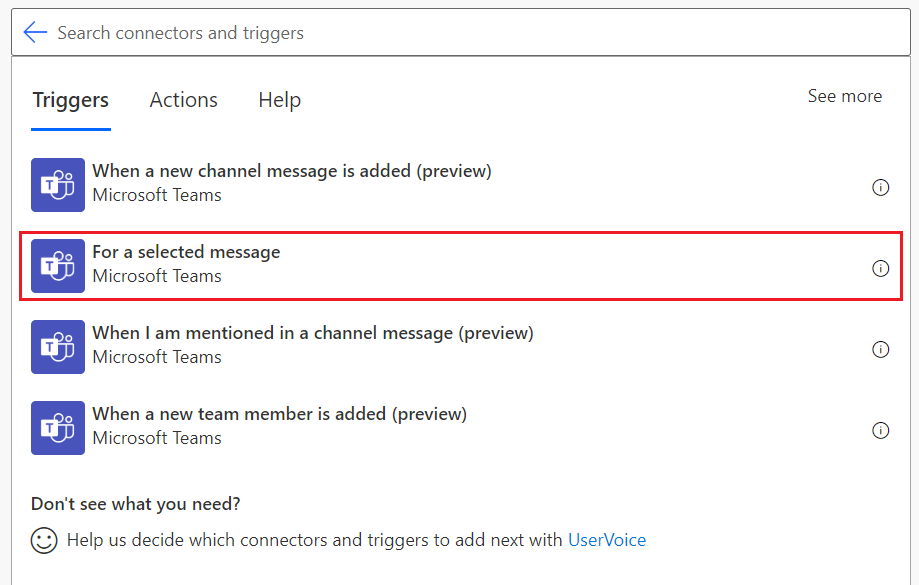 Search connectors and triggers
Triggers Actions Help See more
When a new channel message is added (preview)
Microsoft Teams
For a selected message
Microsoft Teams
When I am mentioned in a channel message (preview)
Microsoft Teams
When a new team member is added (preview)
Microsoft Teams
Don't see what you need?
Help us decide which connectors and triggers to add next with UserVoice